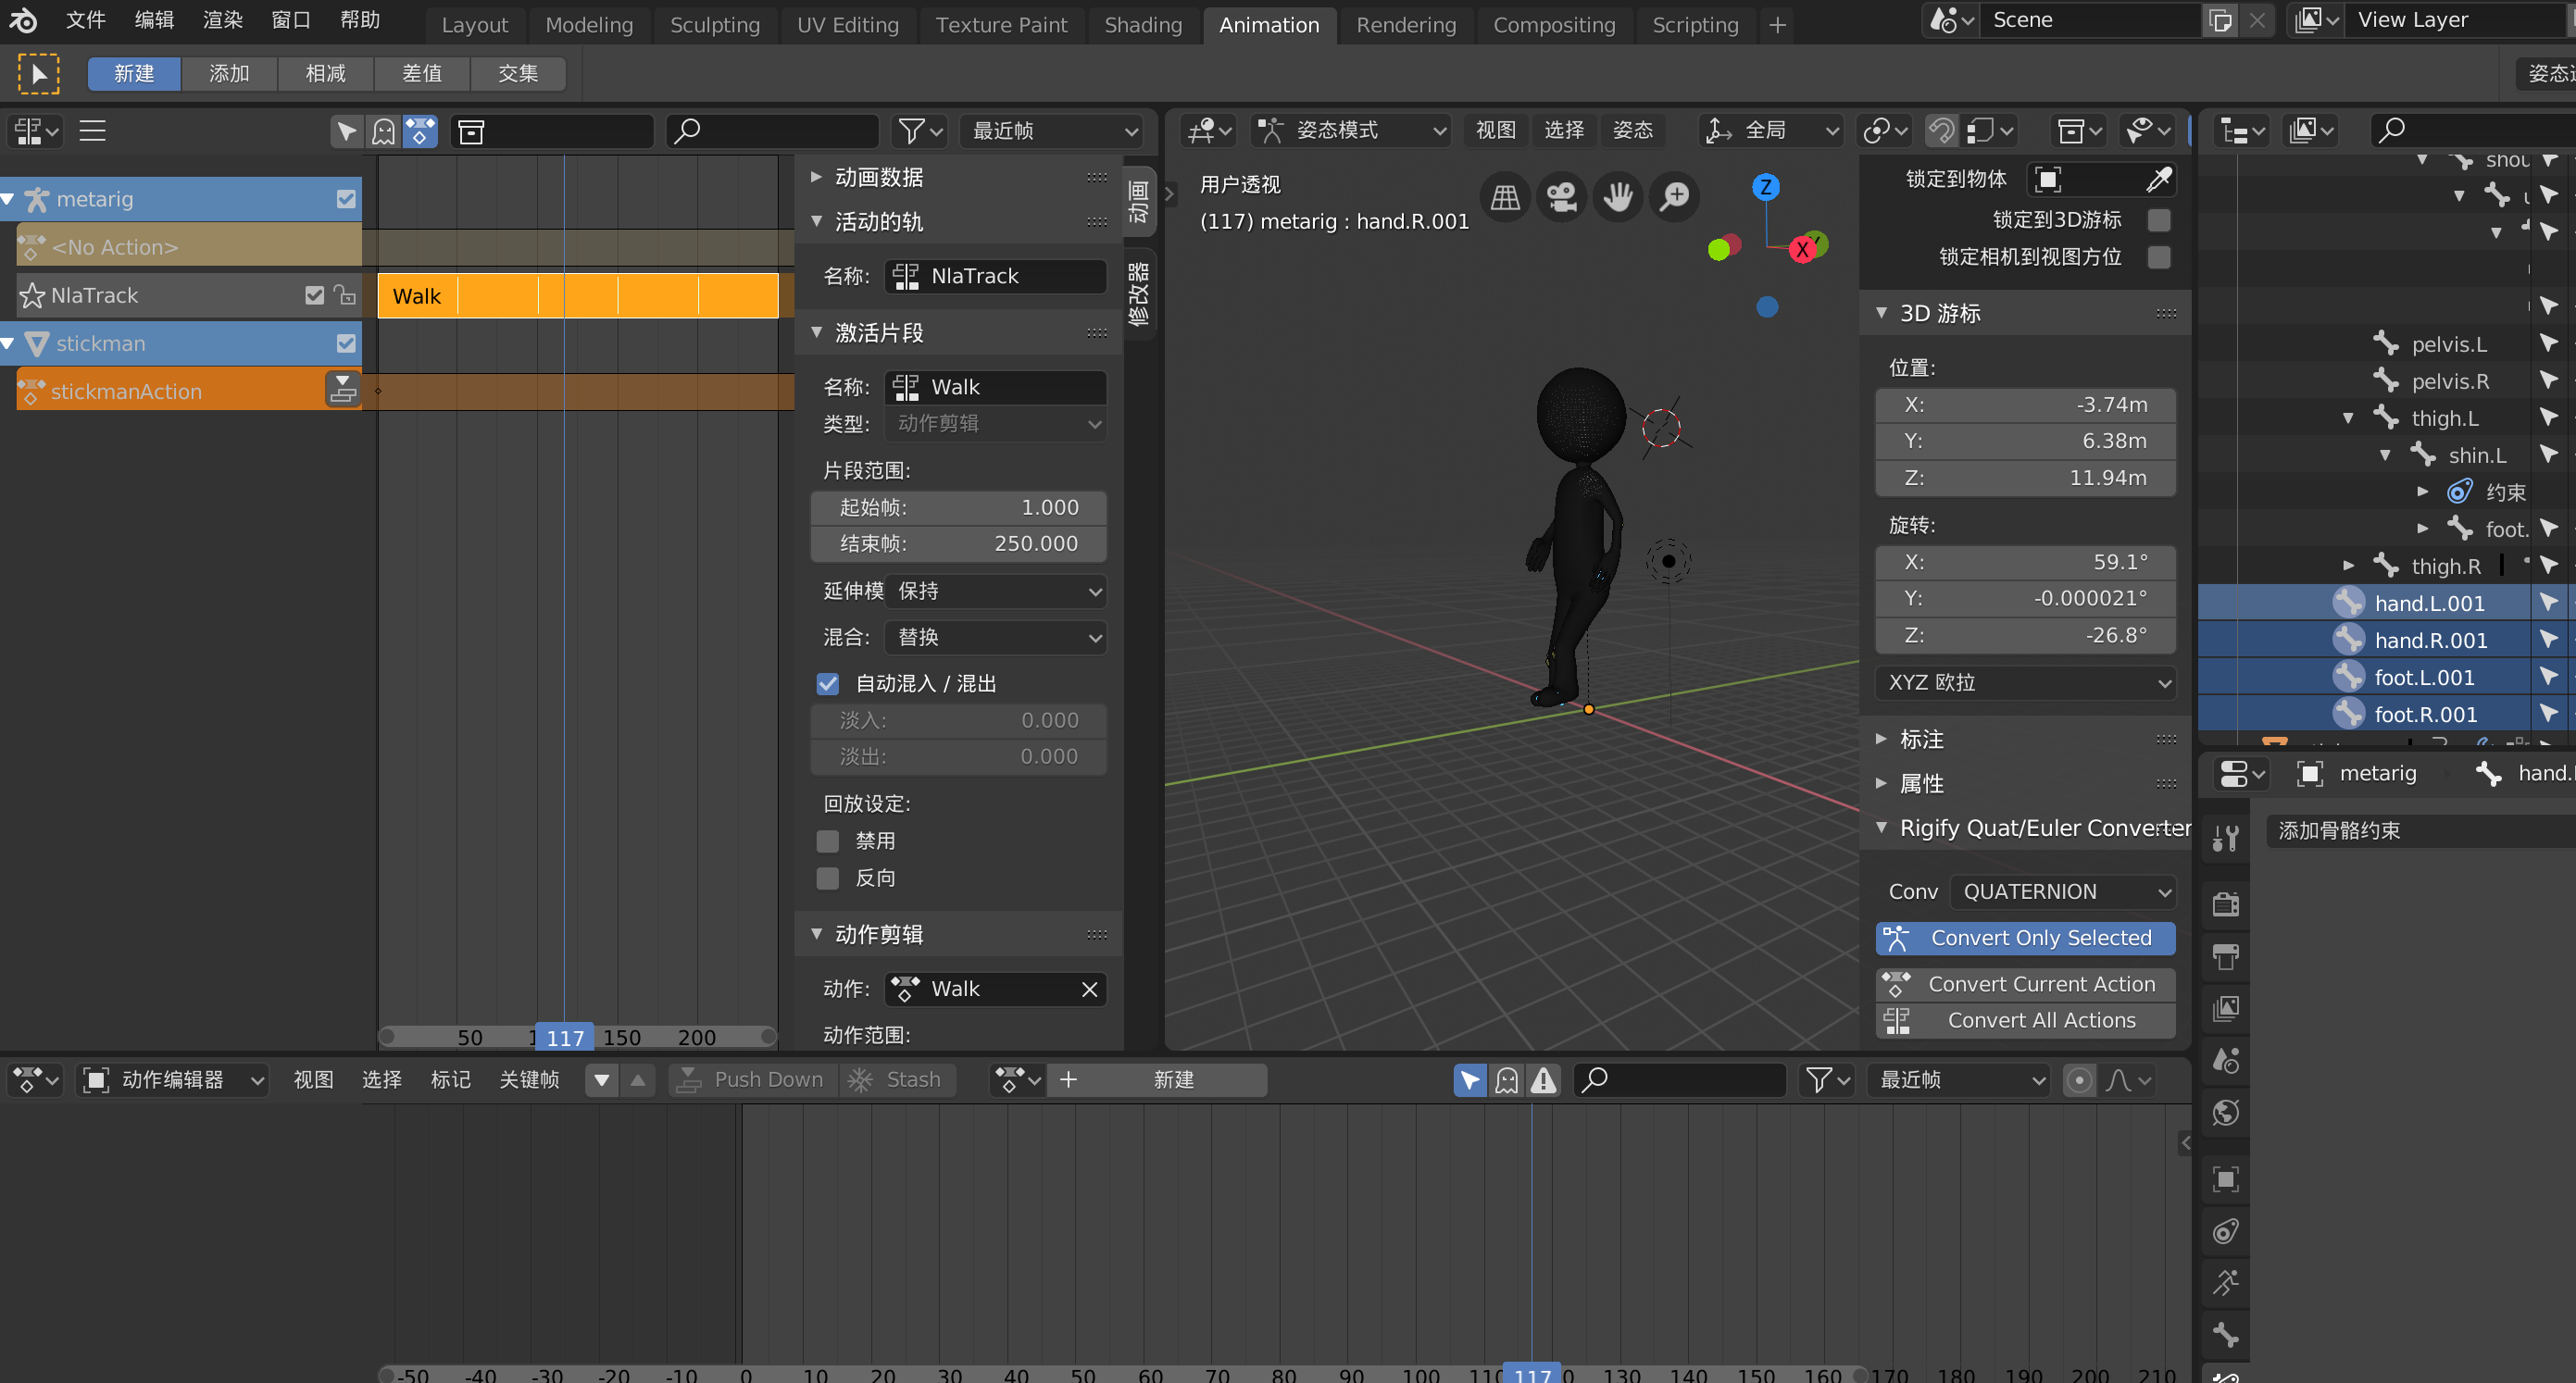 文件 编辑 渲染 窗口 帮助 Layout Modeling Sculpting UV Editing Texture Paint Shading Animation Rendering Compositing Scripting + Scene View Layer
新建 添加 相减 差值 交集
最近帧
姿态模式 视图 选择 姿态 全局
metarig
<No Action>
NlaTrack
stickman
stickmanAction
Walk
50 117 150 200
动画数据
活动的轨
名称: NlaTrack
激活片段
名称: Walk
类型: 动作剪辑
片段范围:
起始帧: 1.000
结束帧: 250.000
延伸模 保持
混合: 替换
自动混入 / 混出
淡入: 0.000
淡出: 0.000
回放设定:
禁用
反向
动作剪辑
动作: Walk
动作范围:
动画
修改器
用户透视
(117) metarig : hand.R.001
Z
X
Y
锁定到物体
锁定到3D游标
锁定相机到视图方位
3D 游标
位置:
X: -3.74m
Y: 6.38m
Z: 11.94m
旋转:
X: 59.1°
Y: -0.000021°
Z: -26.8°
XYZ 欧拉
标注
属性
Rigify Quat/Euler Converter
Conv QUATERNION
Convert Only Selected
Convert Current Action
Convert All Actions
shou
pelvis.L
pelvis.R
thigh.L
shin.L
约束
foot.
thigh.R
hand.L.001
hand.R.001
foot.L.001
foot.R.001
metarig hand.
添加骨骼约束
动作编辑器 视图 选择 标记 关键帧 Push Down Stash 新建 最近帧
-50 -40 -30 -20 -10 0 10 20 30 40 50 60 70 80 90 100 110 117 130 140 150 160 170 180 190 200 210